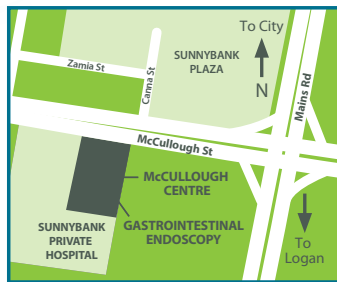 To City
SUNNYBANK
PLAZA
N
Zamia St
Canna St
Mains Rd
McCullough St
McCULLOUGH
CENTRE
GASTROINTESTINAL
ENDOSCOPY
SUNNYBANK
PRIVATE
HOSPITAL
To
Logan